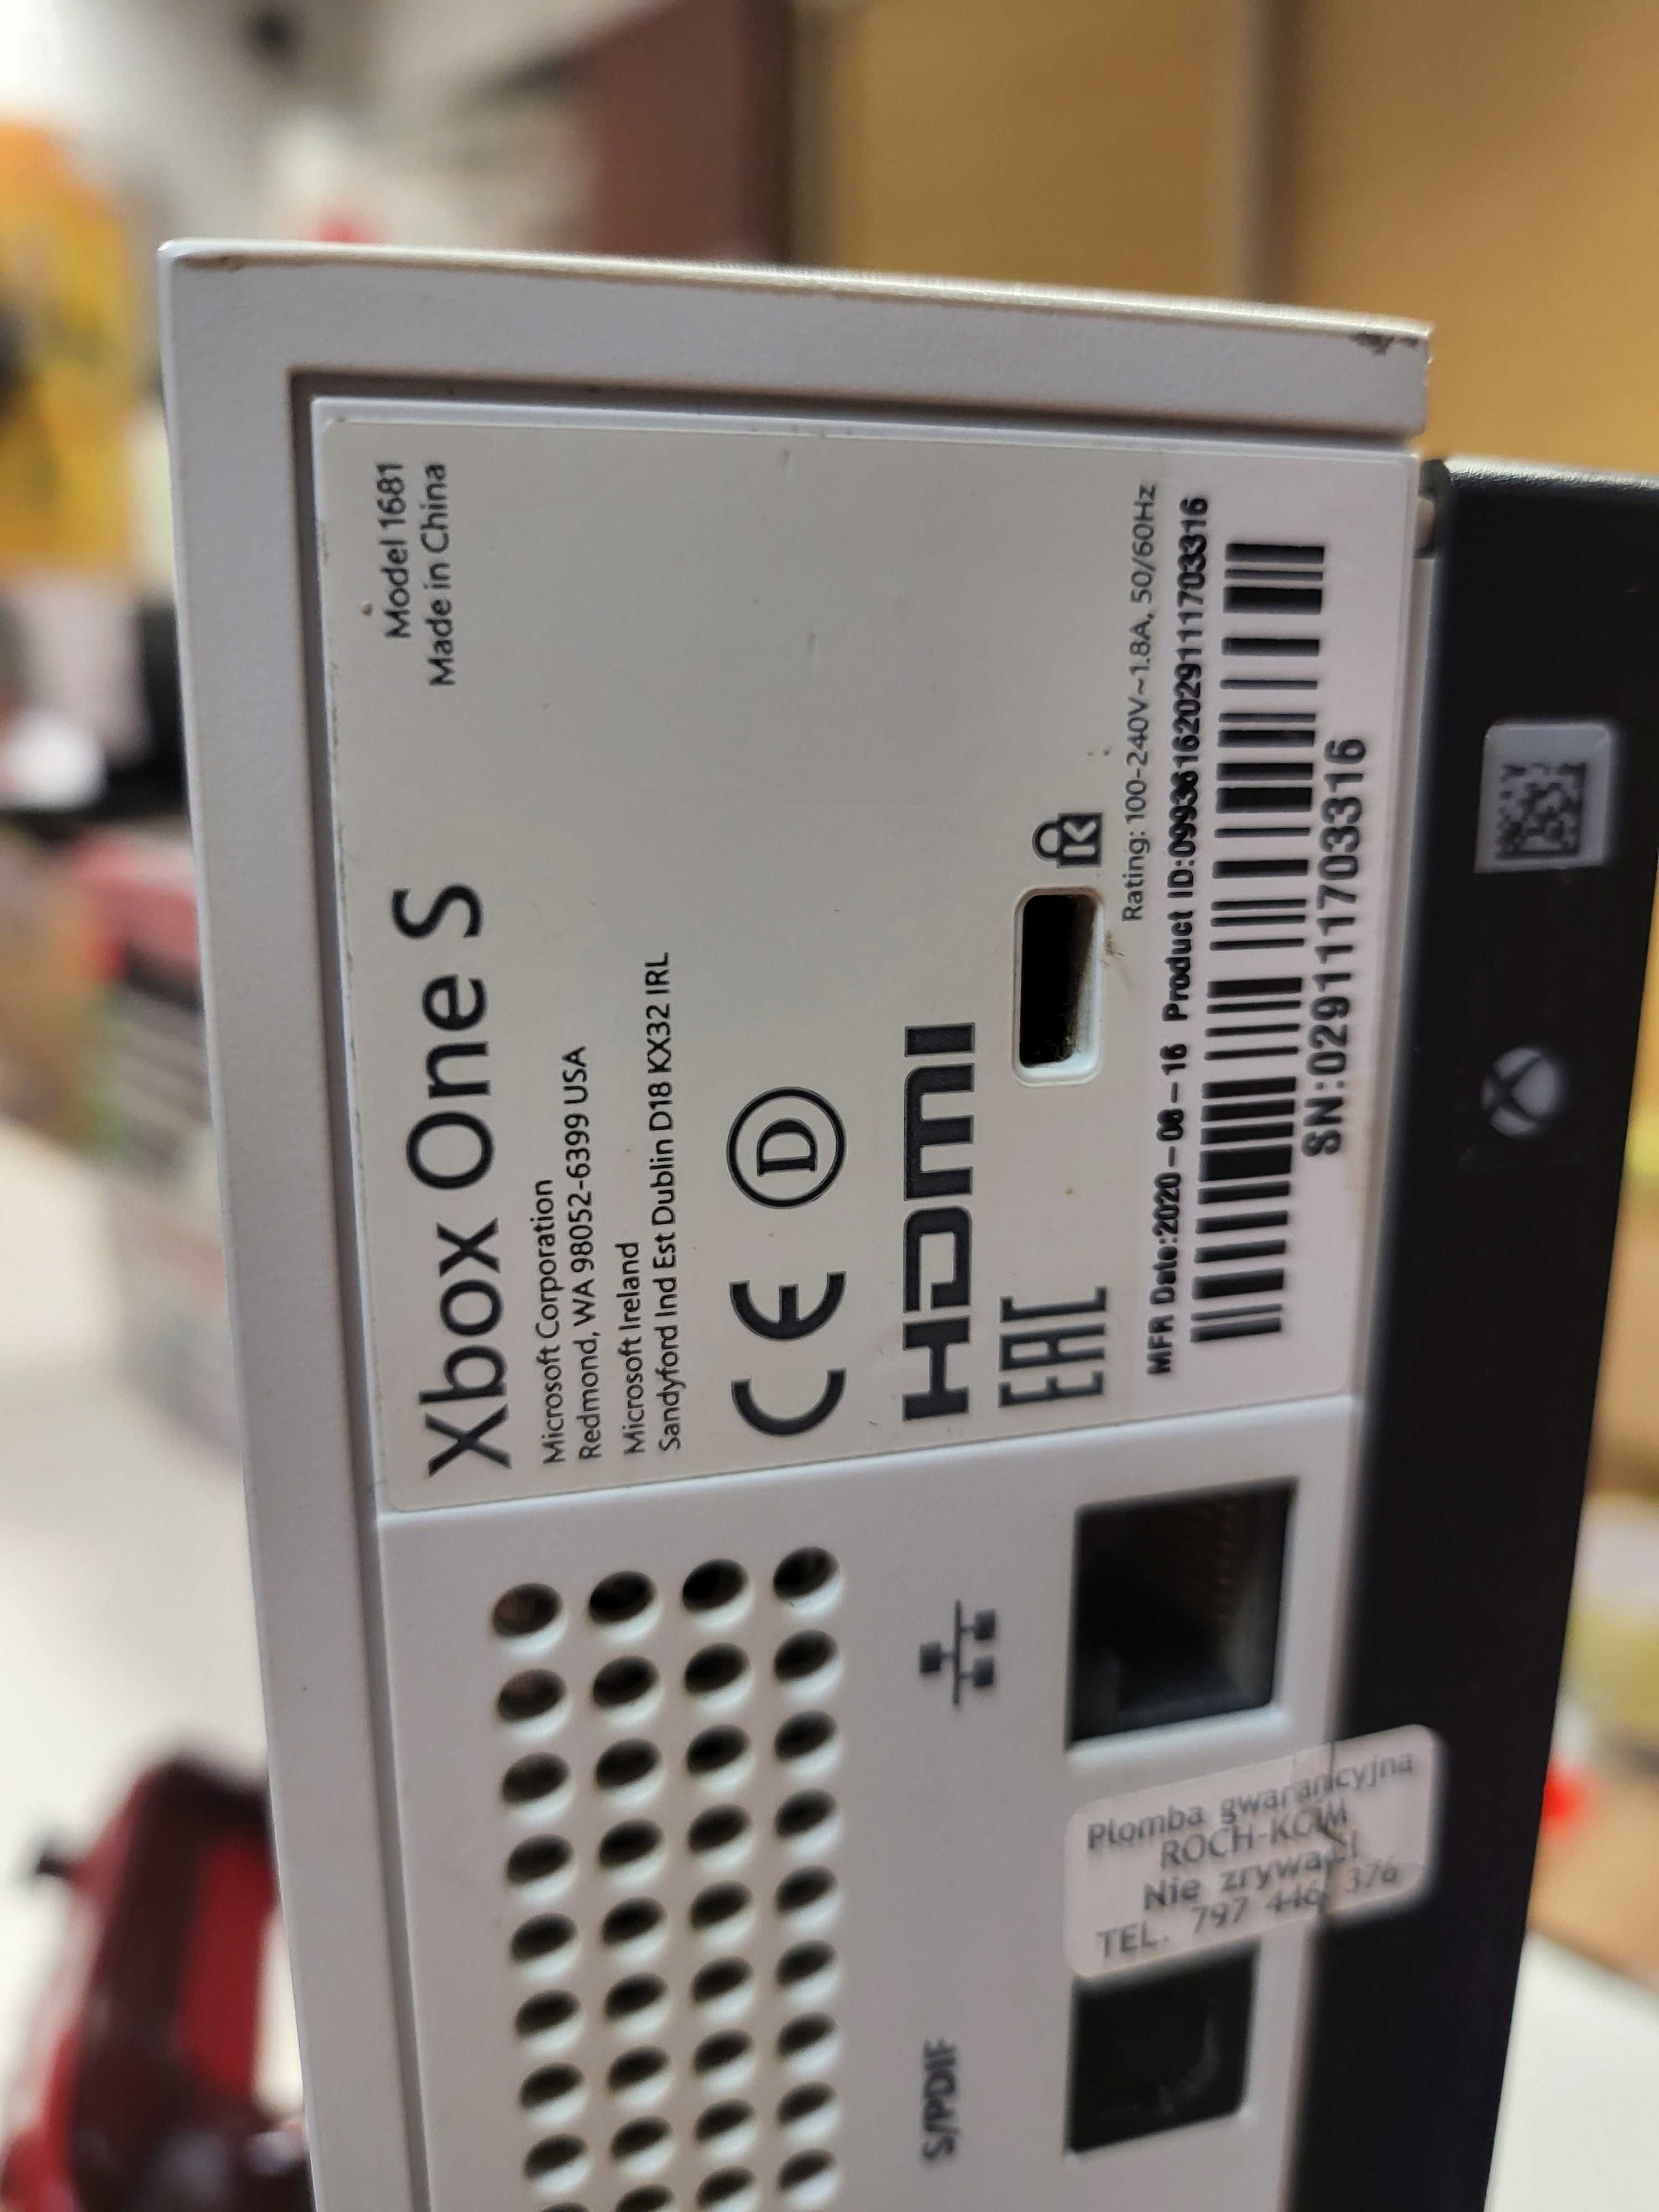 Xbox One S
Model 1681
Made in China
Microsoft Corporation
Redmond, WA 98052-6399 USA
Microsoft Ireland
Sandyford Ind Est Dublin D18 KX32 IRL
CE D
HDMI
EAC
Rating: 100-240V~1.8A, 50/60Hz
MFR Date:2020-08-16 Product ID:09936162029111703316
SN:029111703316
S/PDIF
Plomba gwarancyjna
ROCH-KOM
Nie zrywać!
TEL. 797 446 376